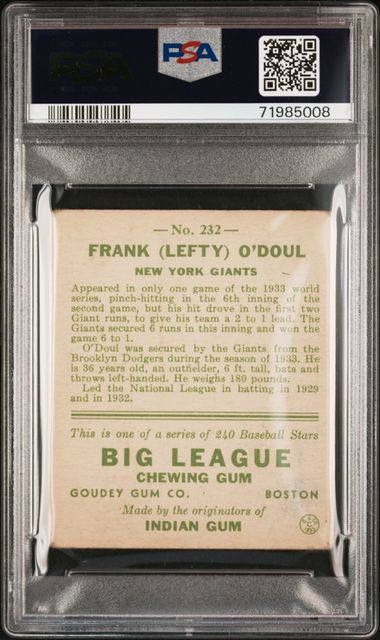 PSA
71985008
—No. 232—
FRANK (LEFTY) O'DOUL
NEW YORK GIANTS
Appeared in only one game of the 1933 world
series, pinch-hitting in the 6th inning of the
second game, but his hit drove in the first two
Giant runs, to give his team a 2 to 1 lead. The
Giants secured 6 runs in this inning and won the
game 6 to 1.
O'Doul was secured by the Giants from the
Brooklyn Dodgers during the season of 1933. He
is 36 years old, an outfielder, 6 ft. tall, bats and
throws left-handed. He weighs 180 pounds.
Led the National League in batting in 1929
and in 1932.
This is one of a series of 240 Baseball Stars
BIG LEAGUE
CHEWING GUM
GOUDEY GUM CO. BOSTON
Made by the originators of
INDIAN GUM